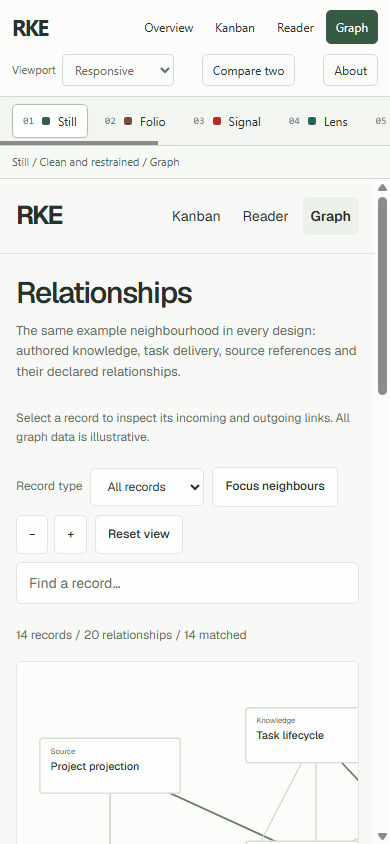 RKE
Overview
Kanban
Reader
Graph
Viewport
Responsive
Compare two
About
01 Still
02 Folio
03 Signal
04 Lens
05
Still / Clean and restrained / Graph
RKE
Kanban
Reader
Graph
Relationships
The same example neighbourhood in every design:
authored knowledge, task delivery, source references and
their declared relationships.
Select a record to inspect its incoming and outgoing links. All
graph data is illustrative.
Record type
All records
Focus neighbours
−
+
Reset view
Find a record...
14 records / 20 relationships / 14 matched
Knowledge
Task lifecycle
Source
Project projection